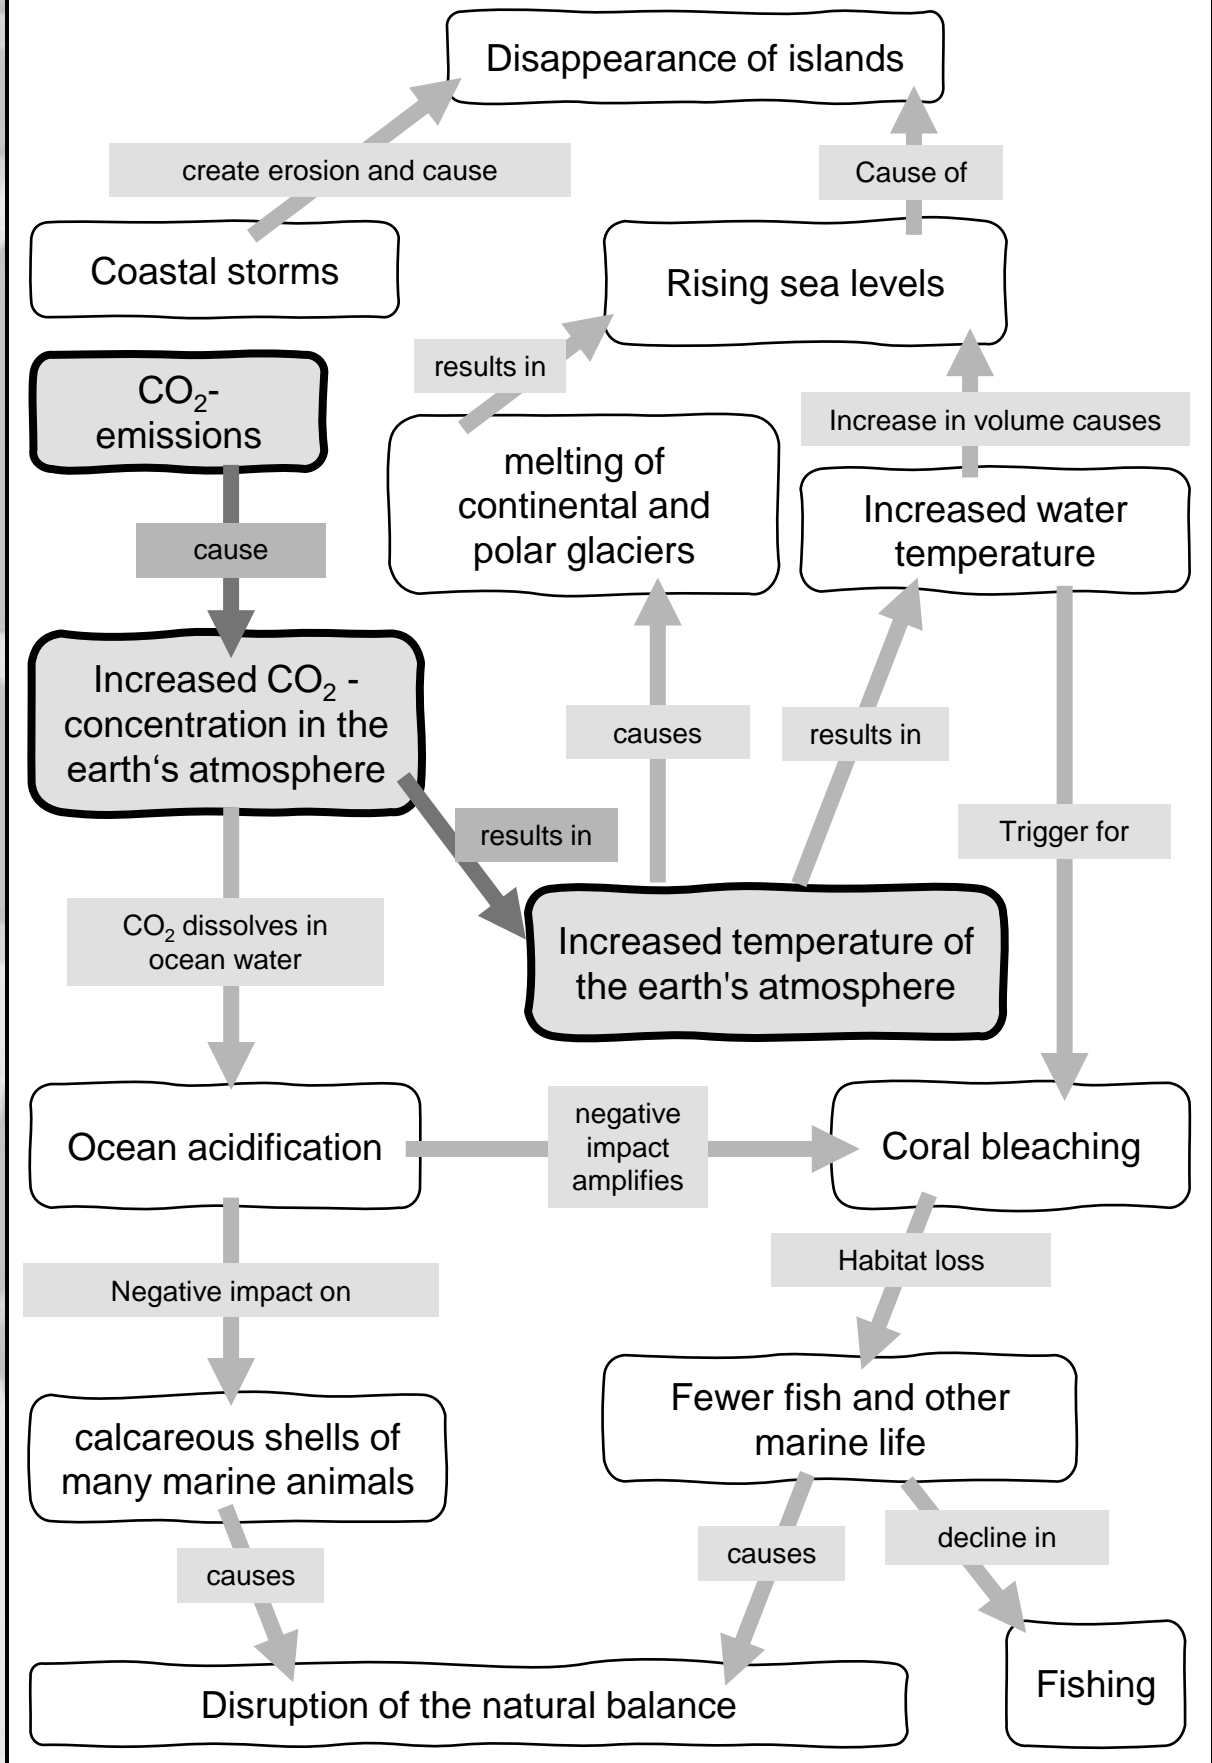 Disappearance of islands
create erosion and cause
Cause of
Coastal storms
Rising sea levels
results in
CO₂-
emissions
Increase in volume causes
melting of
continental and
polar glaciers
Increased water
temperature
cause
Increased CO₂ -
concentration in the
earth‘s atmosphere
causes
results in
results in
Trigger for
CO₂ dissolves in
ocean water
Increased temperature of
the earth's atmosphere
Ocean acidification
negative
impact
amplifies
Coral bleaching
Negative impact on
Habitat loss
calcareous shells of
many marine animals
Fewer fish and other
marine life
causes
causes
decline in
Disruption of the natural balance
Fishing